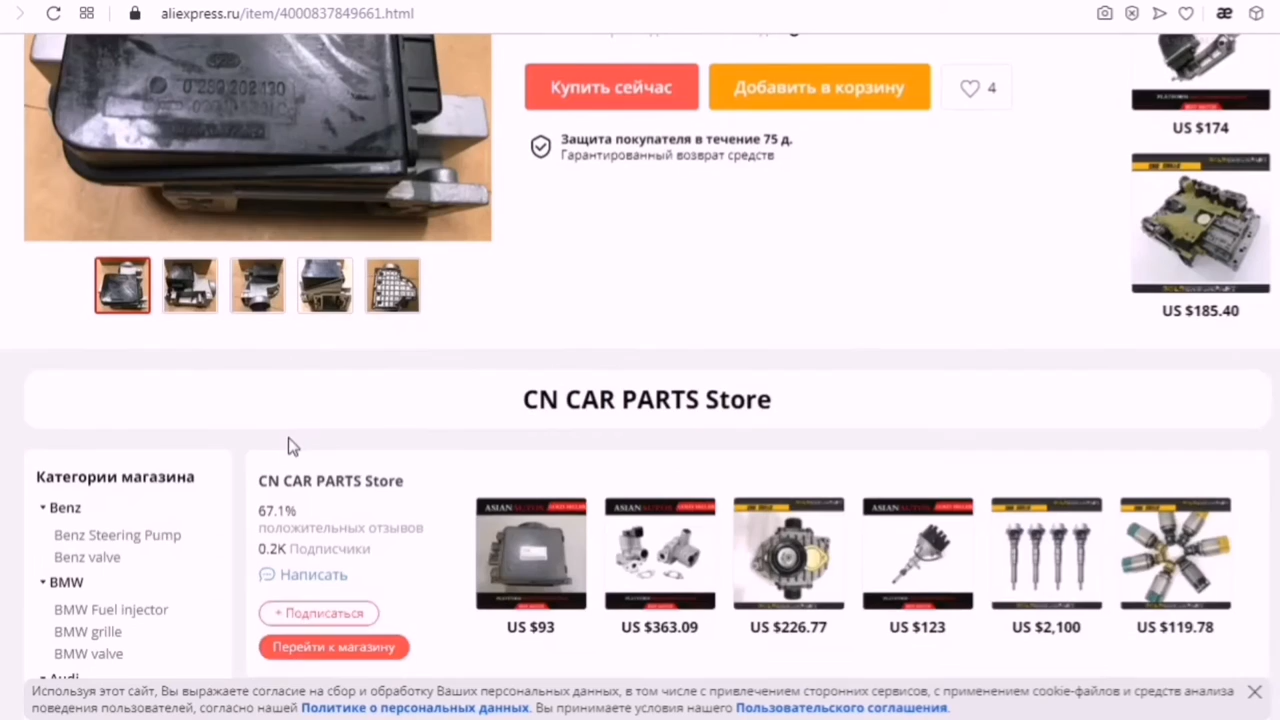 aliexpress.ru/item/4000837849661.html
0 280 202 130
Купить сейчас
Добавить в корзину
4
Защита покупателя в течение 75 д.
Гарантированный возврат средств
US $174
US $185.40
CN CAR PARTS Store
Категории магазина
Benz
Benz Steering Pump
Benz valve
BMW
BMW Fuel injector
BMW grille
BMW valve
Audi
CN CAR PARTS Store
67.1%
положительных отзывов
0.2K Подписчики
Написать
+ Подписаться
Перейти к магазину
US $93
US $363.09
US $226.77
US $123
US $2,100
US $119.78
Используя этот сайт, Вы выражаете согласие на сбор и обработку Ваших персональных данных, в том числе с привлечением сторонних сервисов, с применением cookie-файлов и средств анализа
поведения пользователей, согласно нашей Политике о персональных данных. Вы принимаете условия нашего Пользовательского соглашения.